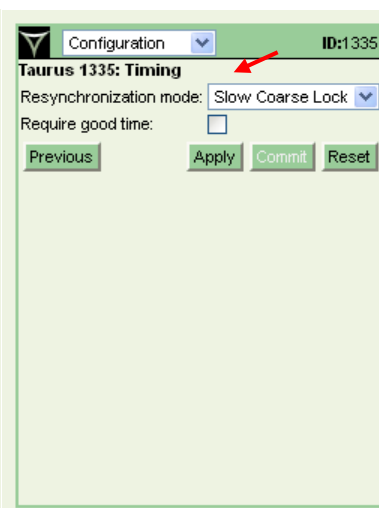 Configuration ID:1335
Taurus 1335: Timing
Resynchronization mode: Slow Coarse Lock
Require good time:
Previous Apply Commit Reset